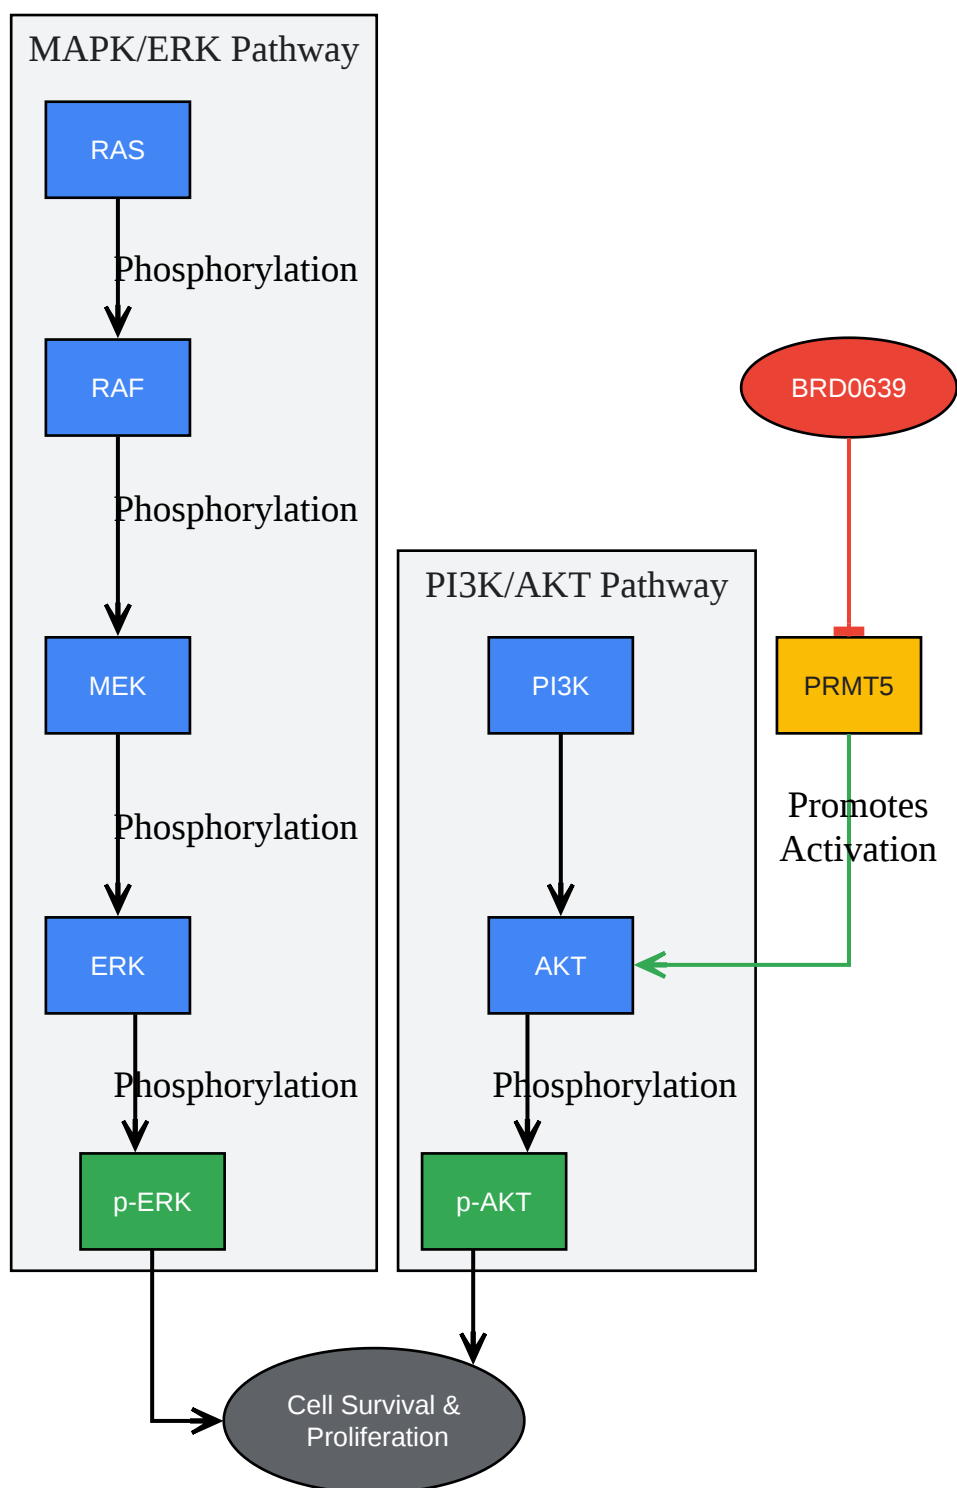 MAPK/ERK Pathway
RAS
Phosphorylation
RAF
BRD0639
Phosphorylation
PI3K/AKT Pathway
MEK
PI3K
PRMT5
Promotes
Activation
Phosphorylation
ERK
AKT
Phosphorylation
Phosphorylation
p-ERK
p-AKT
Cell Survival &
Proliferation